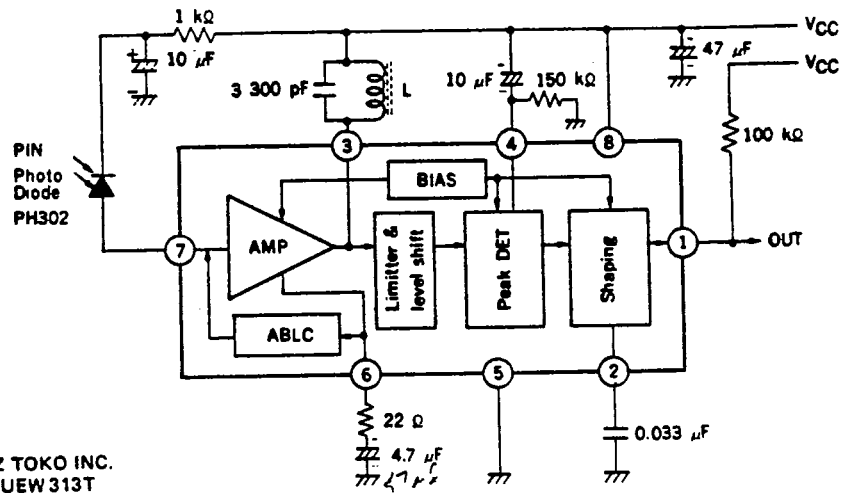 1 kΩ
VCC
10 μF
3 300 pF
L
10 μF
150 kΩ
47 μF
VCC
100 kΩ
3
4
8
PIN
Photo
Diode
PH302
BIAS
7
AMP
Limitter &
level shift
Peak DET
Shaping
1
OUT
ABLC
6
5
2
22 Ω
4.7 μF
0.033 μF
Z TOKO INC.
UEW 313T